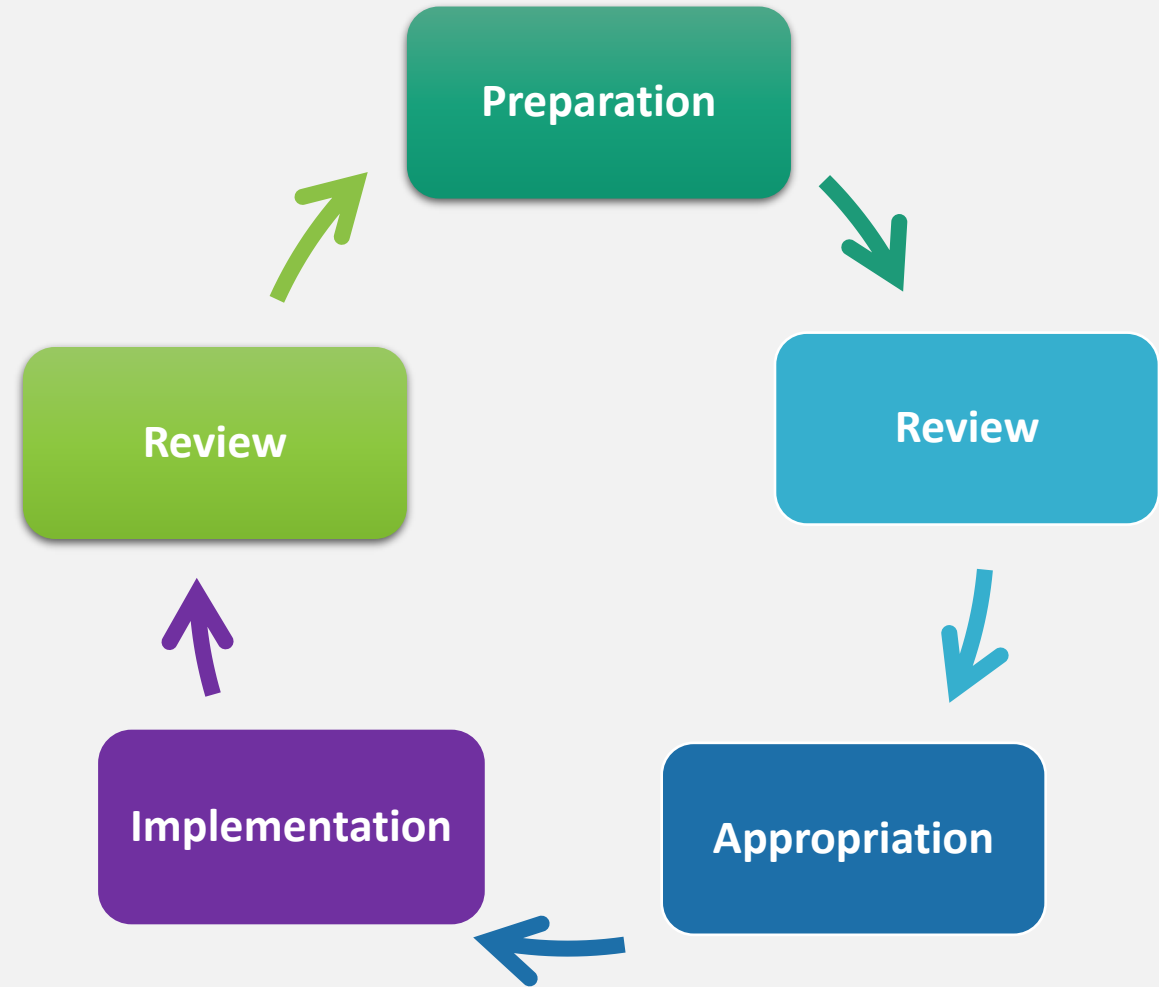 Preparation
Review
Appropriation
Implementation
Review